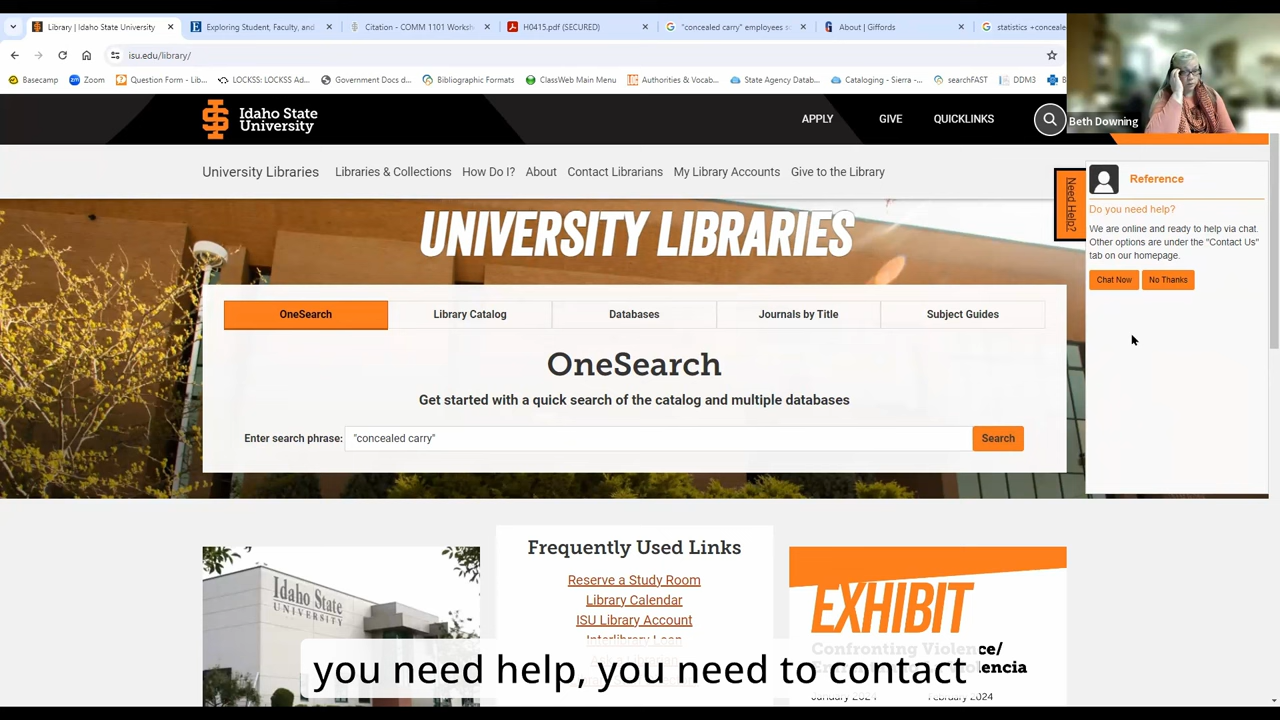 Library | Idaho State University
Exploring Student, Faculty, and
Citation - COMM 1101 Worksh
H0415.pdf (SECURED)
"concealed carry" employees sc
About | Giffords
statistics +conceale
isu.edu/library/
Basecamp
Zoom
Question Form - Lib...
LOCKSS: LOCKSS Ad...
Government Docs d...
Bibliographic Formats
ClassWeb Main Menu
Authorities & Vocab...
State Agency Datab...
Cataloging - Sierra -...
searchFAST
DDM3
Beth Downing
Idaho State
University
APPLY
GIVE
QUICKLINKS
University Libraries
Libraries & Collections
How Do I?
About
Contact Librarians
My Library Accounts
Give to the Library
Need Help?
Reference
Do you need help?
We are online and ready to help via chat.
Other options are under the "Contact Us"
tab on our homepage.
Chat Now
No Thanks
UNIVERSITY LIBRARIES
OneSearch
Library Catalog
Databases
Journals by Title
Subject Guides
OneSearch
Get started with a quick search of the catalog and multiple databases
Enter search phrase:
"concealed carry"
Search
Idaho State
UNIVERSITY
Frequently Used Links
Reserve a Study Room
Library Calendar
ISU Library Account
Interlibrary Loan
EXHIBIT
Confronting Violence/
lencia
you need help, you need to contact